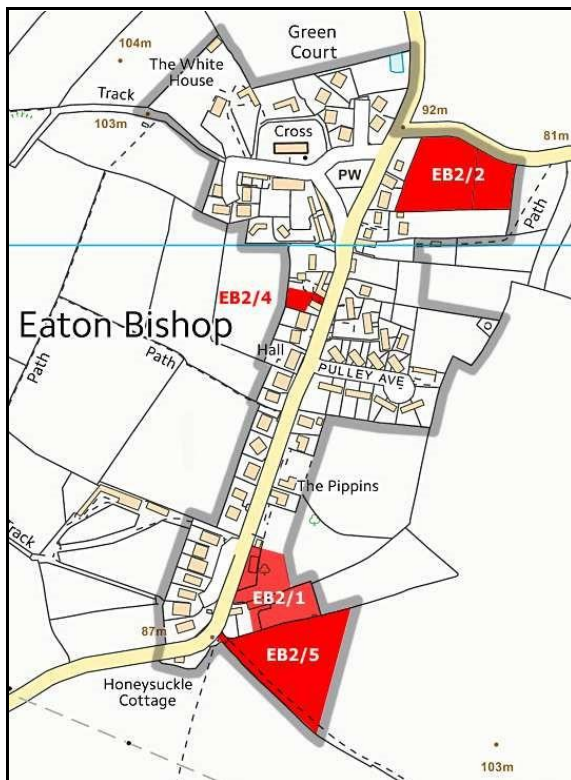 Green
Court
104m
The White
House
Track
103m
92m
Cross
81m
PW
EB2/2
Path
EB2/4
Eaton Bishop
Hall
Path
Path
PULLEY AVE
The Pippins
Track
EB2/1
87m
EB2/5
Honeysuckle
Cottage
103m